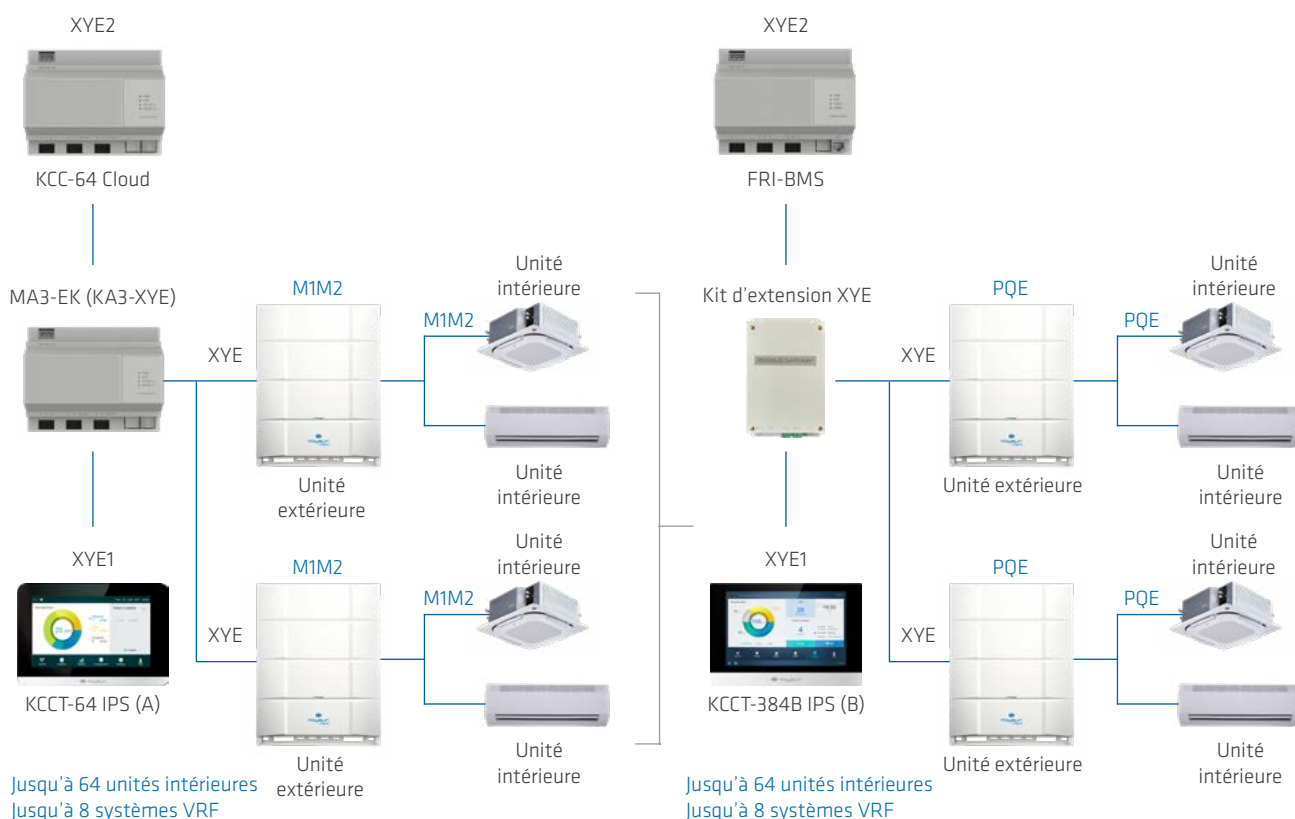 XYE2
KCC-64 Cloud
MA3-EK (KA3-XYE)
XYE
M1M2
M1M2
Unité
intérieure
Unité
extérieure
Unité
intérieure
XYE1
KCCT-64 IPS (A)
XYE
M1M2
M1M2
Unité
intérieure
Unité
extérieure
Unité
intérieure
Jusqu'à 64 unités intérieures
Jusqu'à 8 systèmes VRF
XYE2
FRI-BMS
Kit d'extension XYE
MODBUS GATEWAY
XYE
PQE
PQE
Unité
intérieure
Unité extérieure
Unité
intérieure
XYE1
KCCT-384B IPS (B)
XYE
PQE
PQE
Unité
intérieure
Unité extérieure
Unité
intérieure
Jusqu'à 64 unités intérieures
Jusqu'à 8 systèmes VRF